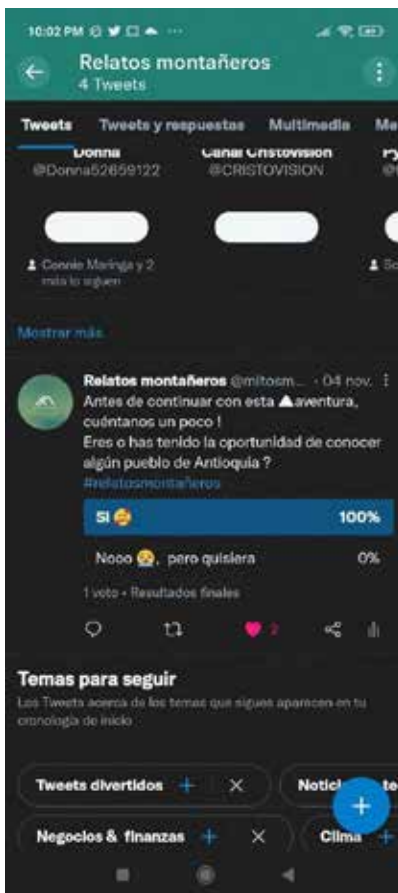 10:02 PM
Relatos montañeros
4 Tweets
Tweets Tweets y respuestas Multimedia Me
Donna Canal Cristovision Py
@Donna52659122 @CRISTOVISION
Connie Maringa y 2
más lo siguen
Mostrar más
Relatos montañeros @mitosm... · 04 nov.
Antes de continuar con esta aventura,
cuéntanos un poco !
Eres o has tenido la oportunidad de conocer
algún pueblo de Antioquia ?
#relatosmontañeros
SI 🥰 100%
Nooo 😢, pero quisiera 0%
1 voto · Resultados finales
2
Temas para seguir
Los Tweets acerca de los temas que sigues aparecen en tu
cronología de inicio
Tweets divertidos + × Notici te
Negocios & finanzas + × Clima +